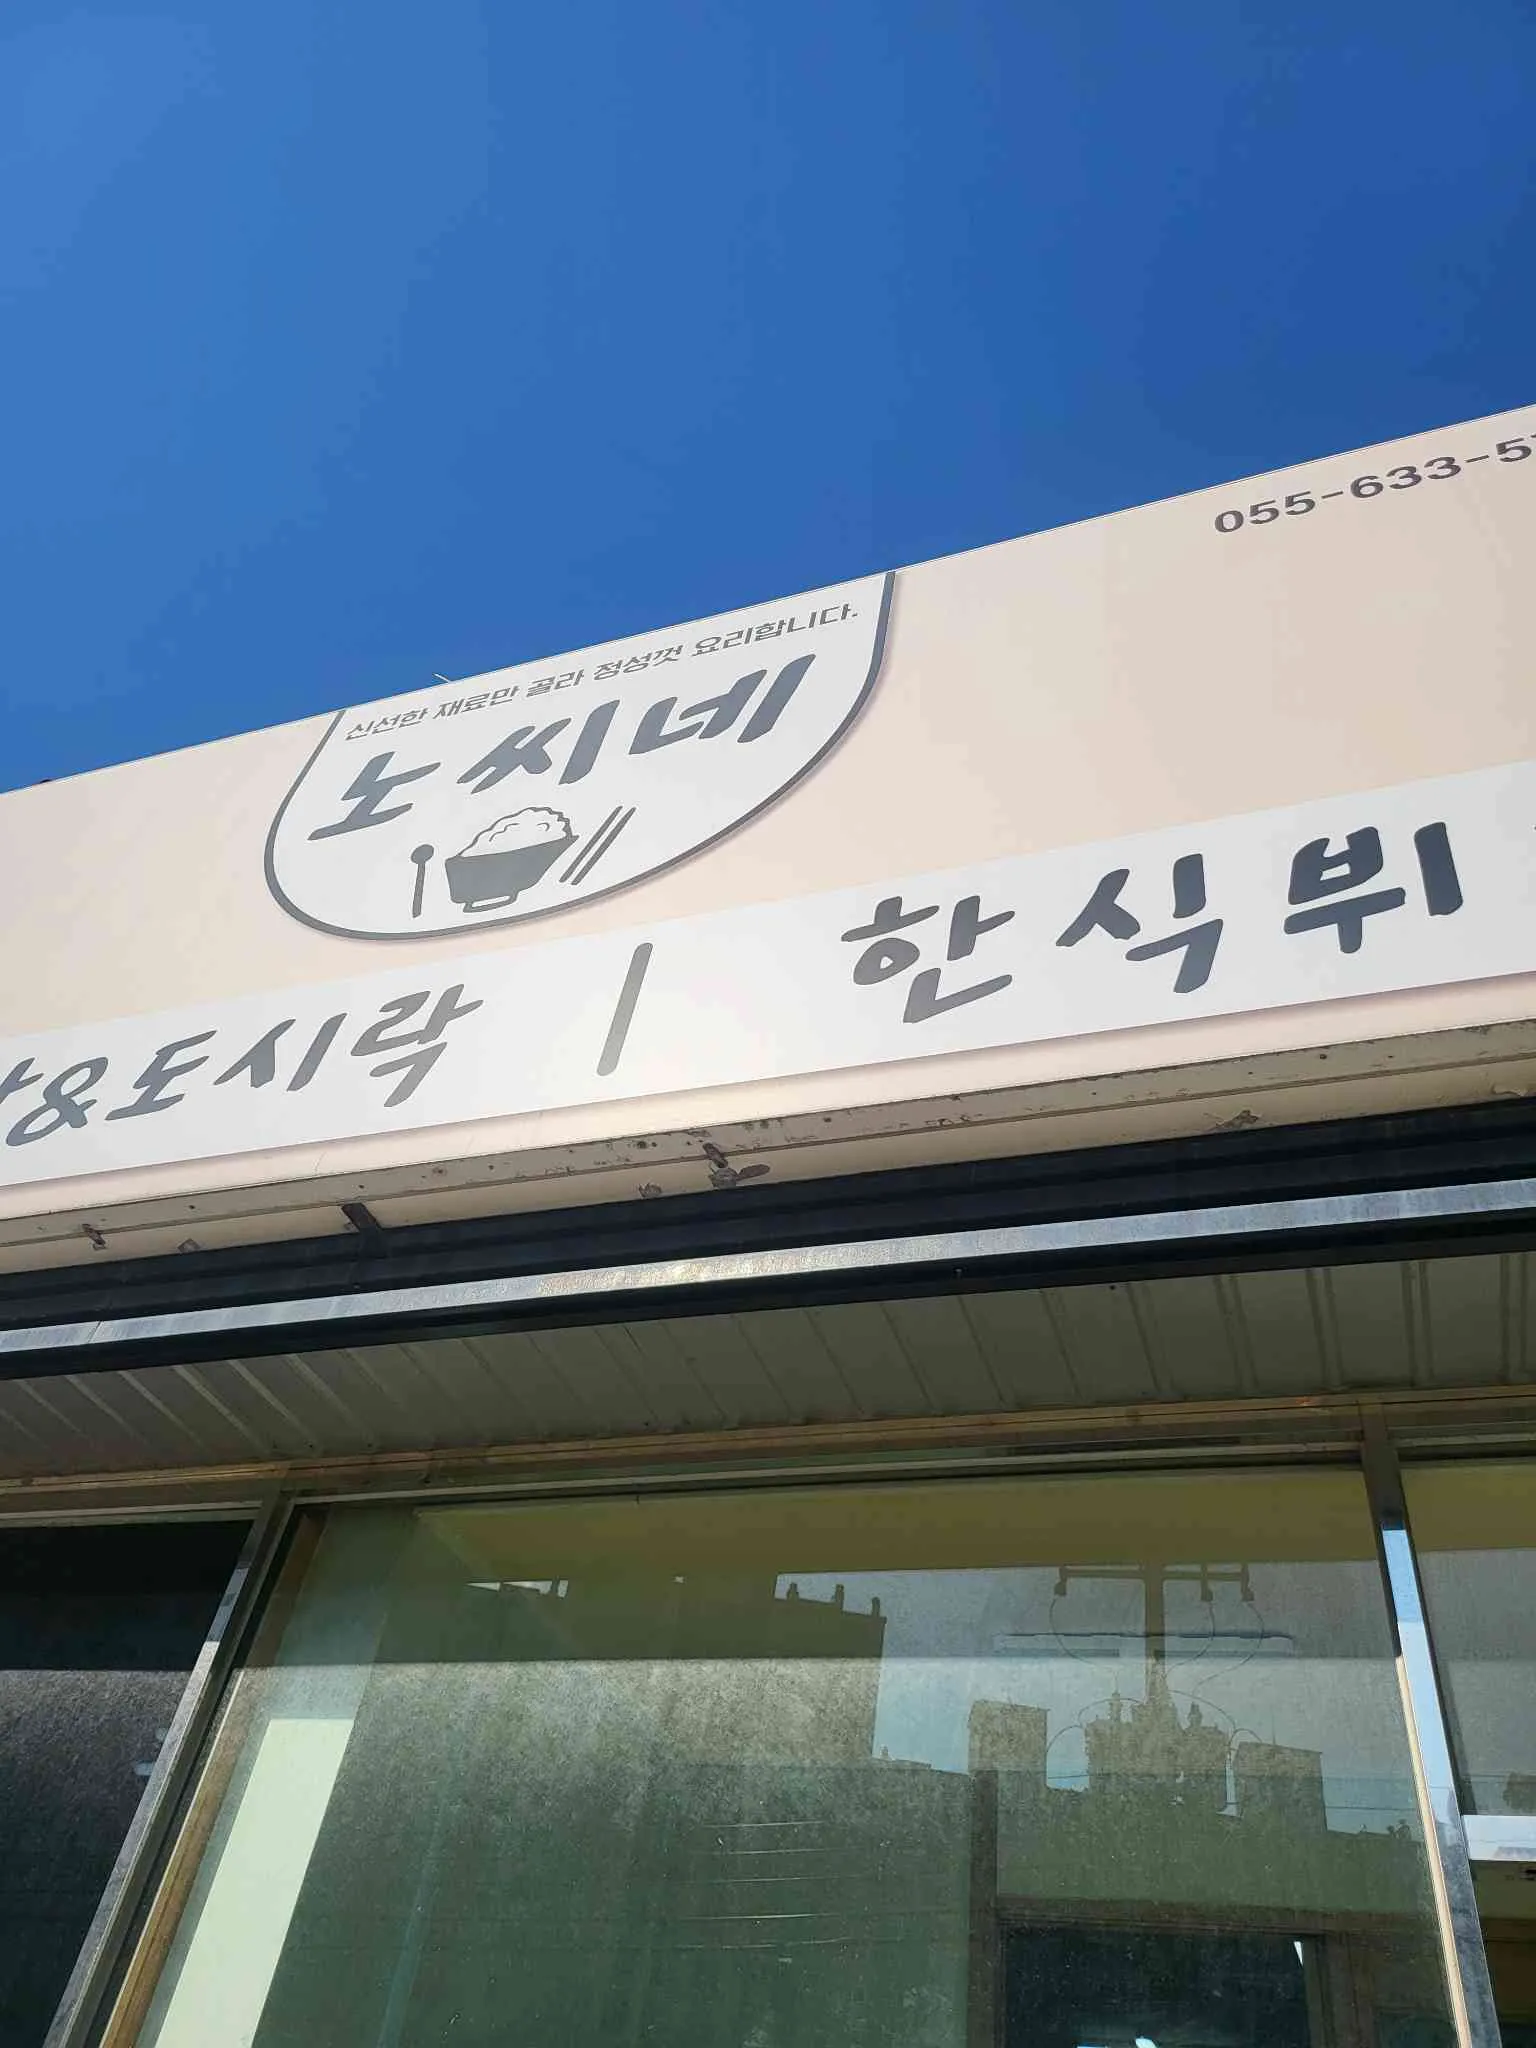 055-633-5
신선한 재료만 골라 정성껏 요리합니다.
노씨네
&도시락 | 한식뷔